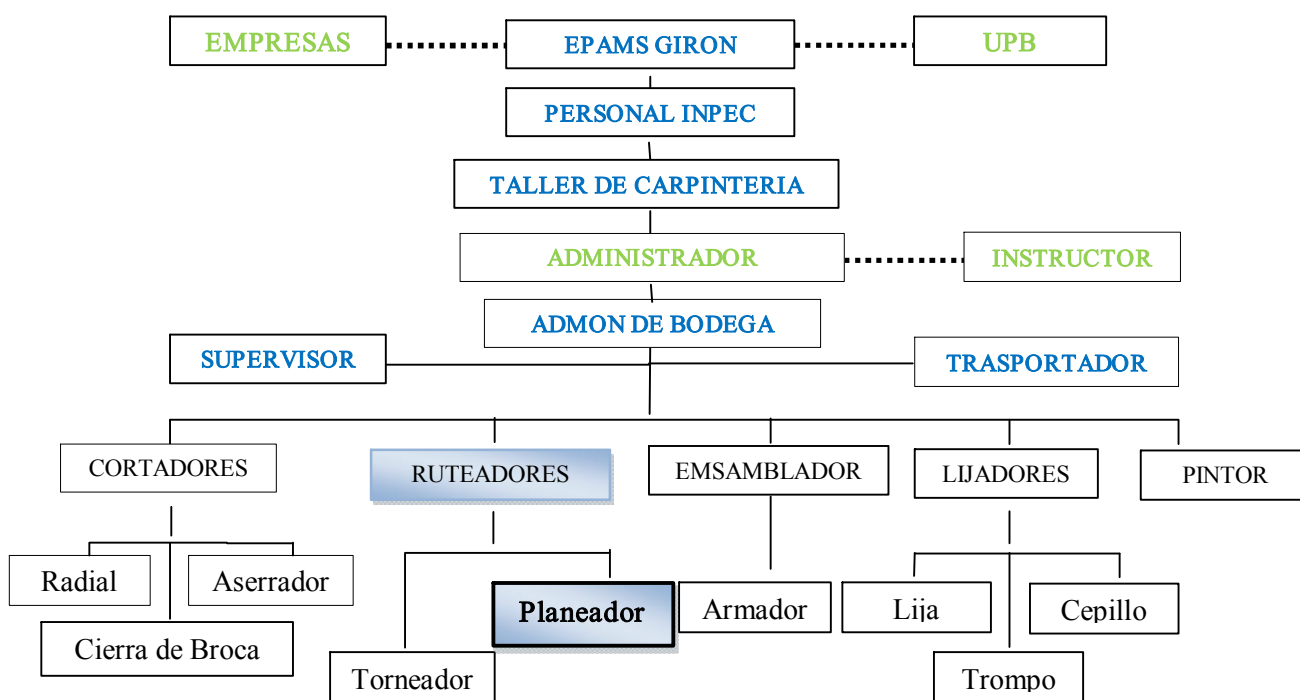 EMPRESAS
EPAMS GIRON
UPB
PERSONAL INPEC
TALLER DE CARPINTERIA
ADMINISTRADOR
INSTRUCTOR
ADMON DE BODEGA
SUPERVISOR
TRASPORTADOR
CORTADORES
RUTEADORES
EMSAMBLADOR
LIJADORES
PINTOR
Radial
Aserrador
Planeador
Armador
Lija
Cepillo
Cierra de Broca
Torneador
Trompo